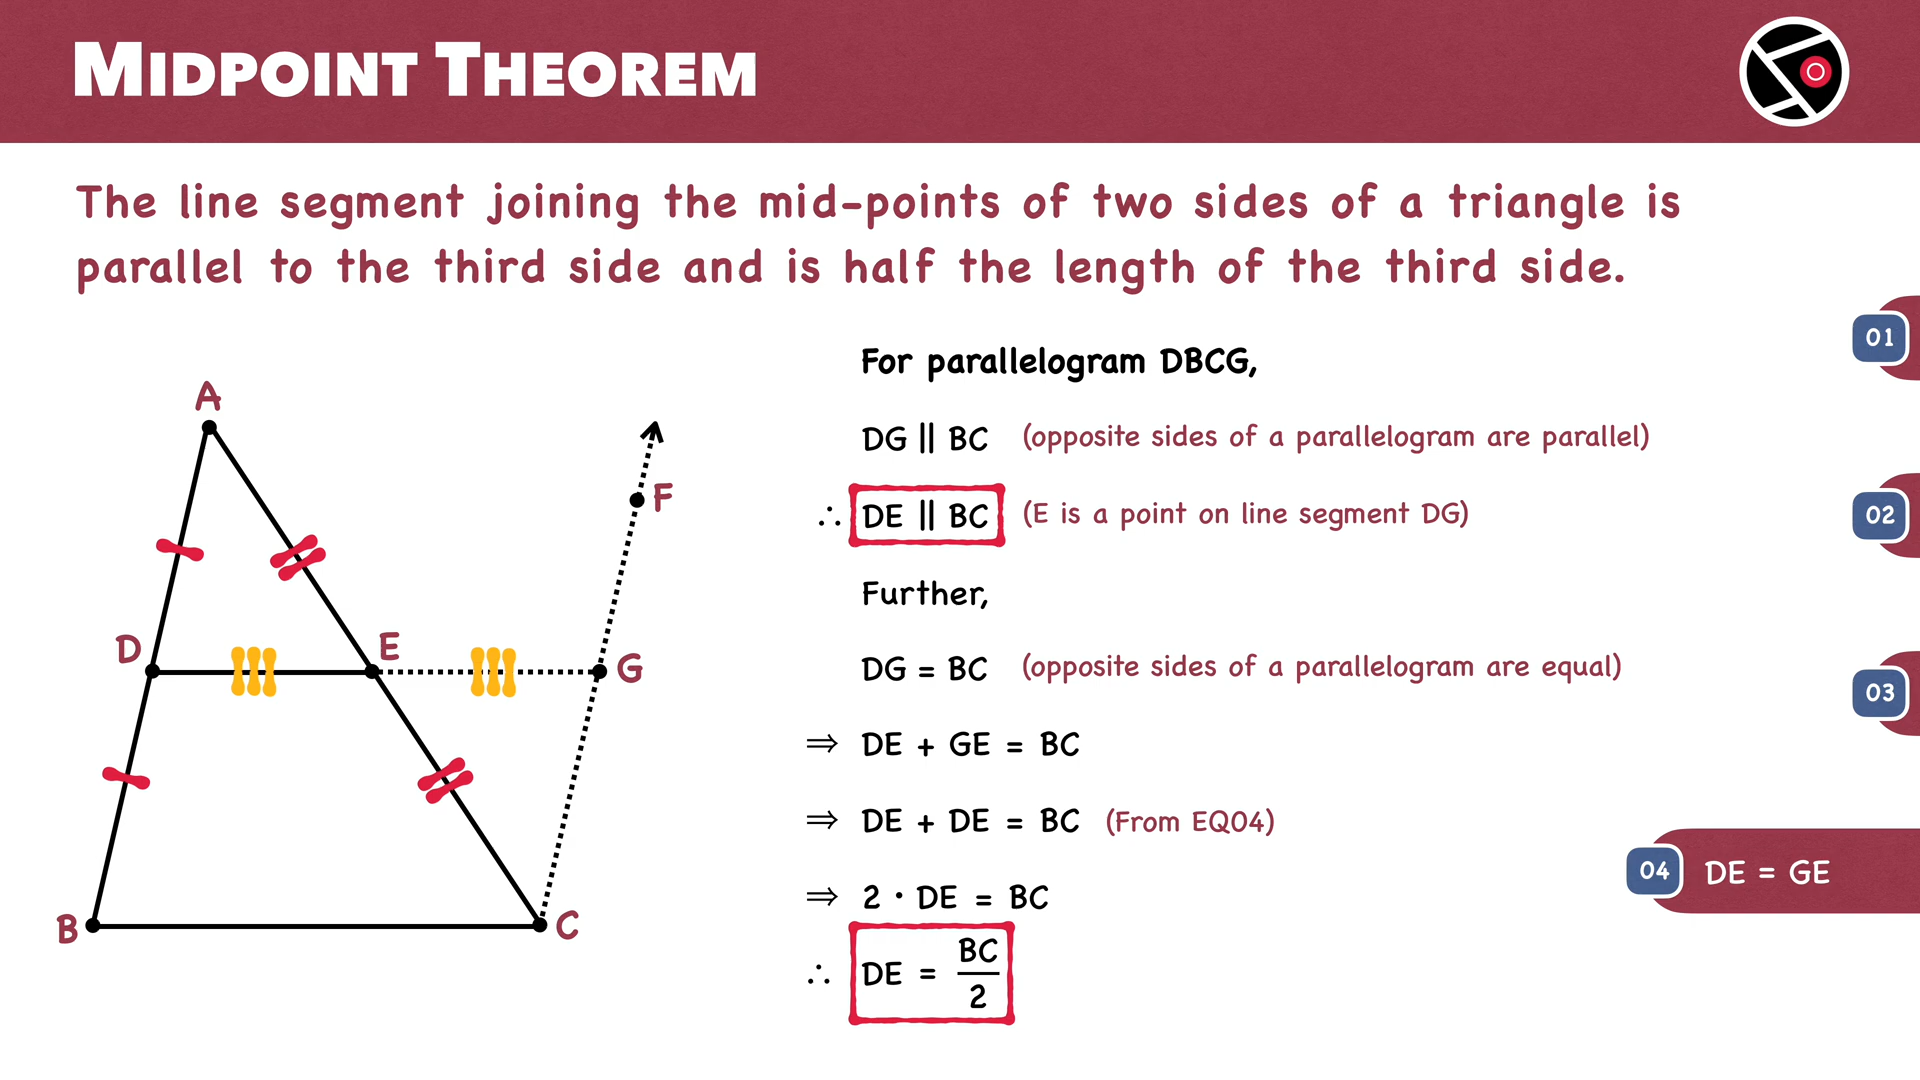 MIDPOINT THEOREM
The line segment joining the mid-points of two sides of a triangle is
parallel to the third side and is half the length of the third side.
A
F
D
E
G
B
C
For parallelogram DBCG,
DG || BC (opposite sides of a parallelogram are parallel)
∴ DE || BC (E is a point on line segment DG)
Further,
DG = BC (opposite sides of a parallelogram are equal)
⇒ DE + GE = BC
⇒ DE + DE = BC (From EQ04)
⇒ 2 · DE = BC
∴ DE = BC/2
01
02
03
04 DE = GE